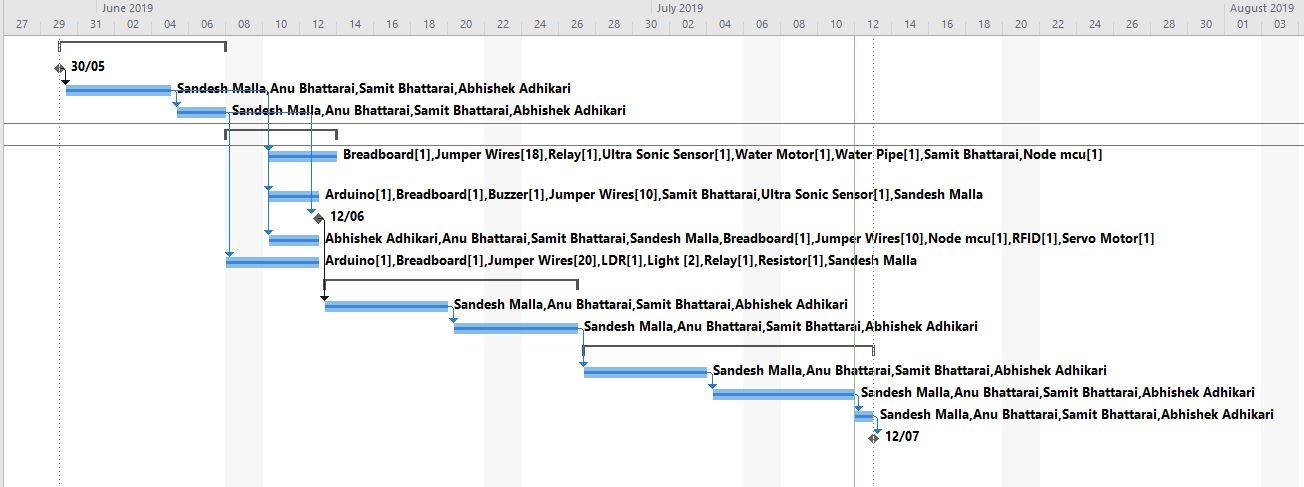 June 2019 July 2019 August 2019
27 29 31 02 04 06 08 10 12 14 16 18 20 22 24 26 28 30 02 04 06 08 10 12 14 16 18 20 22 24 26 28 30 01 03
30/05
Sandesh Malla,Anu Bhattarai,Samit Bhattarai,Abhishek Adhikari
Sandesh Malla,Anu Bhattarai,Samit Bhattarai,Abhishek Adhikari
Breadboard[1],Jumper Wires[18],Relay[1],Ultra Sonic Sensor[1],Water Motor[1],Water Pipe[1],Samit Bhattarai,Node mcu[1]
Arduino[1],Breadboard[1],Buzzer[1],Jumper Wires[10],Samit Bhattarai,Ultra Sonic Sensor[1],Sandesh Malla
12/06
Abhishek Adhikari,Anu Bhattarai,Samit Bhattarai,Sandesh Malla,Breadboard[1],Jumper Wires[10],Node mcu[1],RFID[1],Servo Motor[1]
Arduino[1],Breadboard[1],Jumper Wires[20],LDR[1],Light [2],Relay[1],Resistor[1],Sandesh Malla
Sandesh Malla,Anu Bhattarai,Samit Bhattarai,Abhishek Adhikari
Sandesh Malla,Anu Bhattarai,Samit Bhattarai,Abhishek Adhikari
Sandesh Malla,Anu Bhattarai,Samit Bhattarai,Abhishek Adhikari
Sandesh Malla,Anu Bhattarai,Samit Bhattarai,Abhishek Adhikari
Sandesh Malla,Anu Bhattarai,Samit Bhattarai,Abhishek Adhikari
12/07